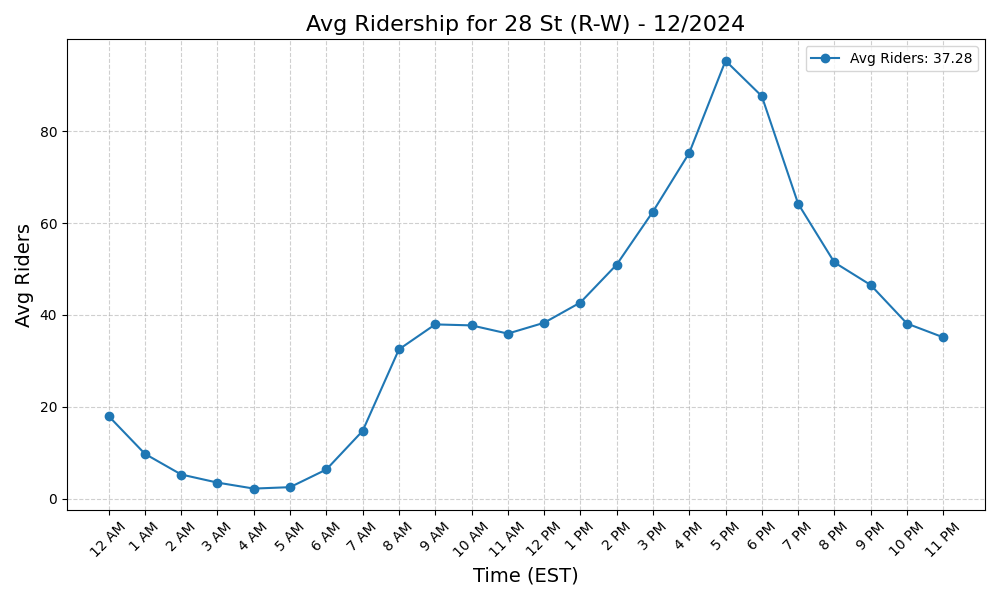 Avg Ridership for 28 St (R-W) - 12/2024
Avg Riders: 37.28
Avg Riders
80
60
40
20
0
12 AM
1 AM
2 AM
3 AM
4 AM
5 AM
6 AM
7 AM
8 AM
9 AM
10 AM
11 AM
12 PM
1 PM
2 PM
3 PM
4 PM
5 PM
6 PM
7 PM
8 PM
9 PM
10 PM
11 PM
Time (EST)